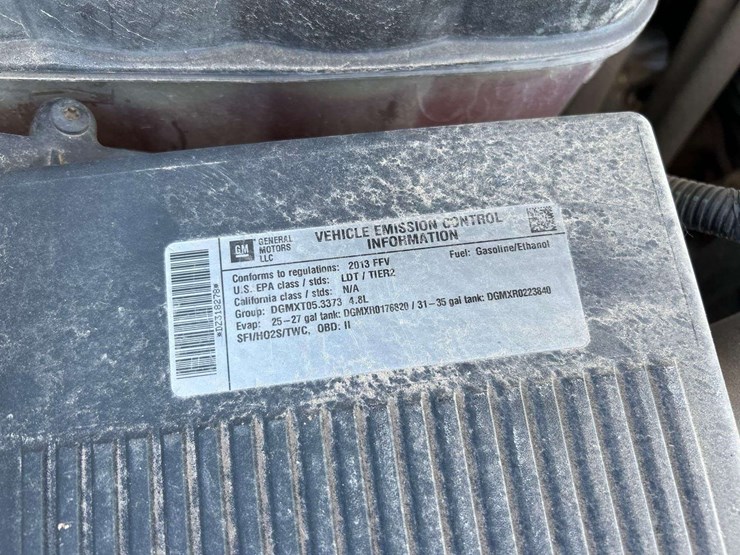 GM
GENERAL
MOTORS
LLC
VEHICLE EMISSION CONTROL
INFORMATION
Conforms to regulations: 2013 FFV
Fuel: Gasoline/Ethanol
U.S. EPA class / stds: LDT / TIER2
California class / stds: N/A
Group: DGMXT05.3373 4.8L
Evap: 25-27 gal tank: DGMXR0176820 / 31-35 gal tank: DGMXR0223840
SFI/HO2S/TWC, OBD: II
*DZ318278*